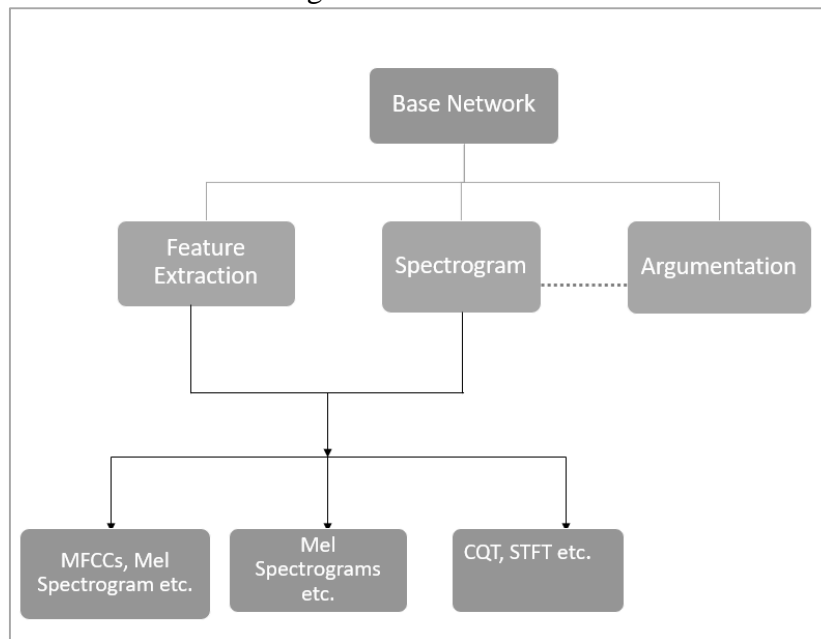 Base Network
Feature
Extraction
Spectrogram
Argumentation
MFCCs, Mel
Spectrogram etc.
Mel
Spectrograms
etc.
CQT, STFT etc.